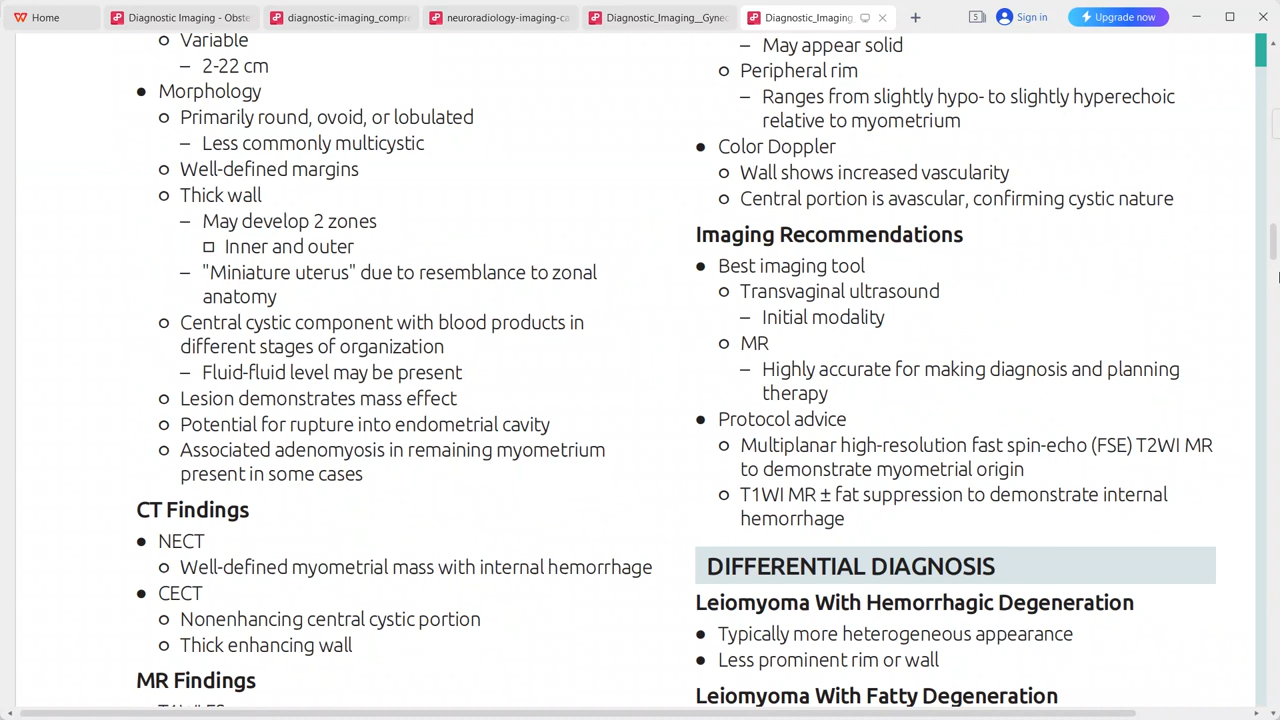 Home
Diagnostic Imaging - Obste
diagnostic-imaging_compre
neuroradiology-imaging-ca
Diagnostic_Imaging__Gynec
Diagnostic_Imaging
5
Sign in
Upgrade now
Variable
– 2-22 cm
Morphology
Primarily round, ovoid, or lobulated
– Less commonly multicystic
Well-defined margins
Thick wall
– May develop 2 zones
Inner and outer
– "Miniature uterus" due to resemblance to zonal
anatomy
Central cystic component with blood products in
different stages of organization
– Fluid-fluid level may be present
Lesion demonstrates mass effect
Potential for rupture into endometrial cavity
Associated adenomyosis in remaining myometrium
present in some cases
CT Findings
NECT
Well-defined myometrial mass with internal hemorrhage
CECT
Nonenhancing central cystic portion
Thick enhancing wall
MR Findings
– May appear solid
Peripheral rim
– Ranges from slightly hypo- to slightly hyperechoic
relative to myometrium
Color Doppler
Wall shows increased vascularity
Central portion is avascular, confirming cystic nature
Imaging Recommendations
Best imaging tool
Transvaginal ultrasound
– Initial modality
MR
– Highly accurate for making diagnosis and planning
therapy
Protocol advice
Multiplanar high-resolution fast spin-echo (FSE) T2WI MR
to demonstrate myometrial origin
T1WI MR ± fat suppression to demonstrate internal
hemorrhage
DIFFERENTIAL DIAGNOSIS
Leiomyoma With Hemorrhagic Degeneration
Typically more heterogeneous appearance
Less prominent rim or wall
Leiomyoma With Fatty Degeneration